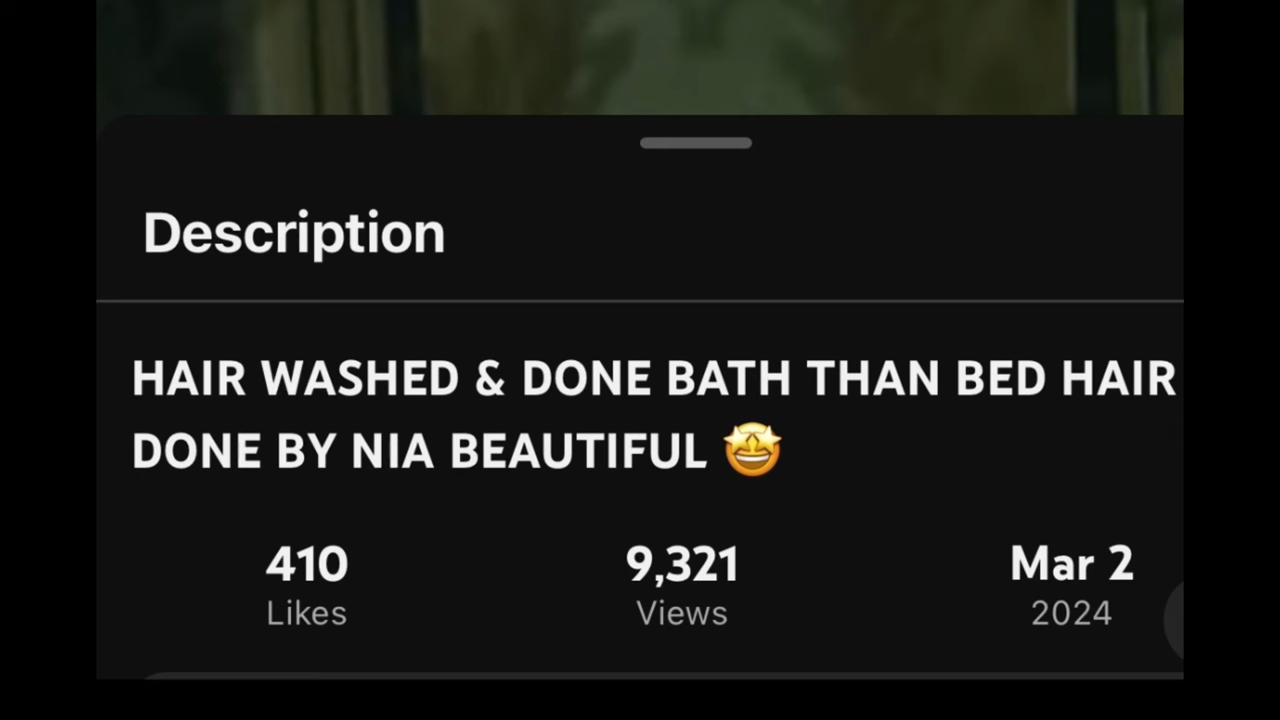 Description
HAIR WASHED & DONE BATH THAN BED HAIR
DONE BY NIA BEAUTIFUL 🤩
410 9,321 Mar 2
Likes Views 2024